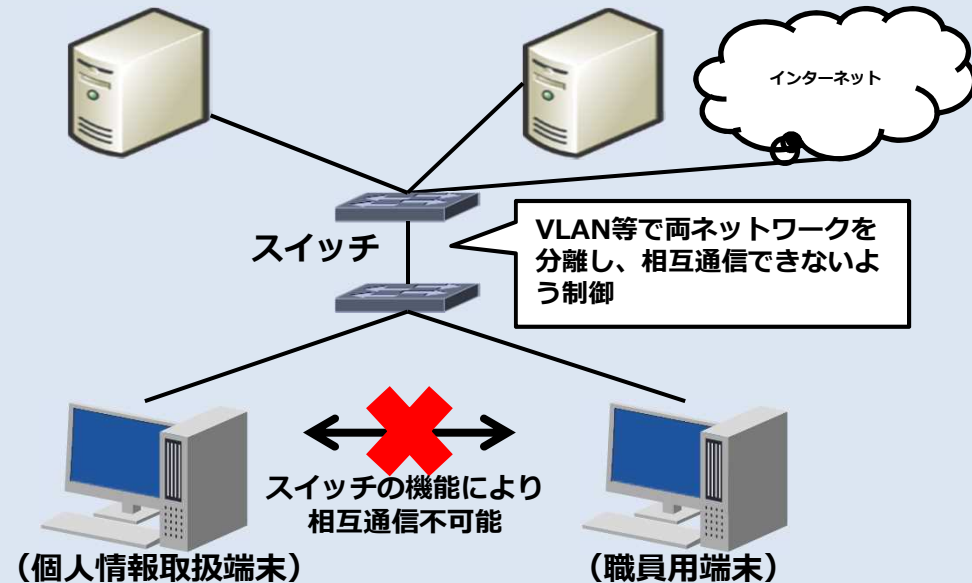 インターネット
スイッチ
VLAN等で両ネットワークを
分離し、相互通信できないよ
う制御
スイッチの機能により
相互通信不可能
（個人情報取扱端末）
（職員用端末）